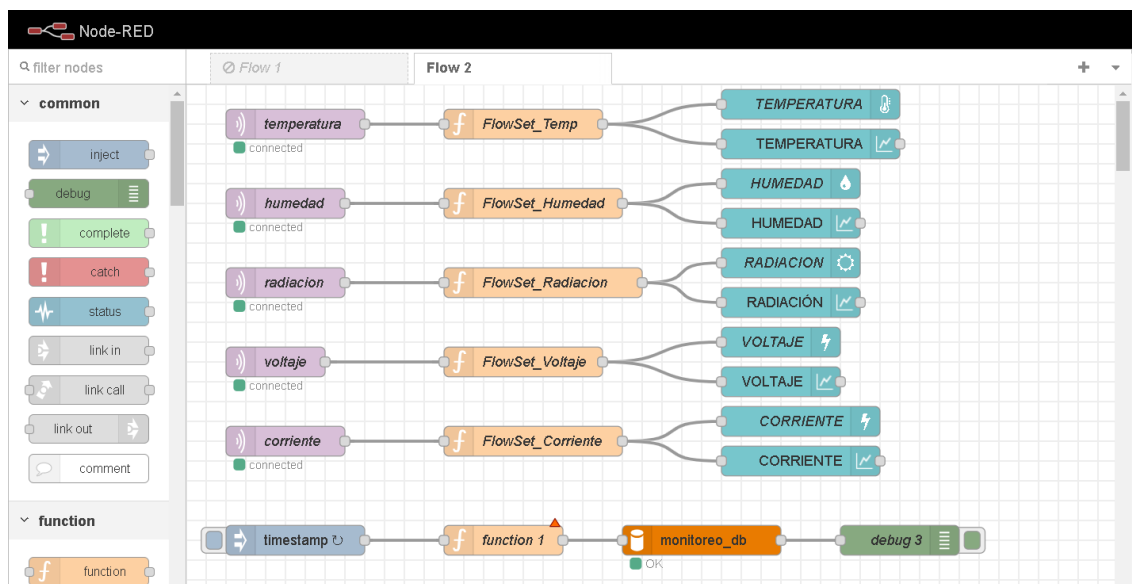 Node-RED
filter nodes
Flow 1
Flow 2
common
inject
debug
complete
catch
status
link in
link call
link out
comment
function
function
temperatura
connected
FlowSet_Temp
TEMPERATURA
TEMPERATURA
humedad
connected
FlowSet_Humedad
HUMEDAD
HUMEDAD
radiacion
connected
FlowSet_Radiacion
RADIACION
RADIACIÓN
voltaje
connected
FlowSet_Voltaje
VOLTAJE
VOLTAJE
corriente
connected
FlowSet_Corriente
CORRIENTE
CORRIENTE
timestamp ↻
function 1
monitoreo_db
OK
debug 3